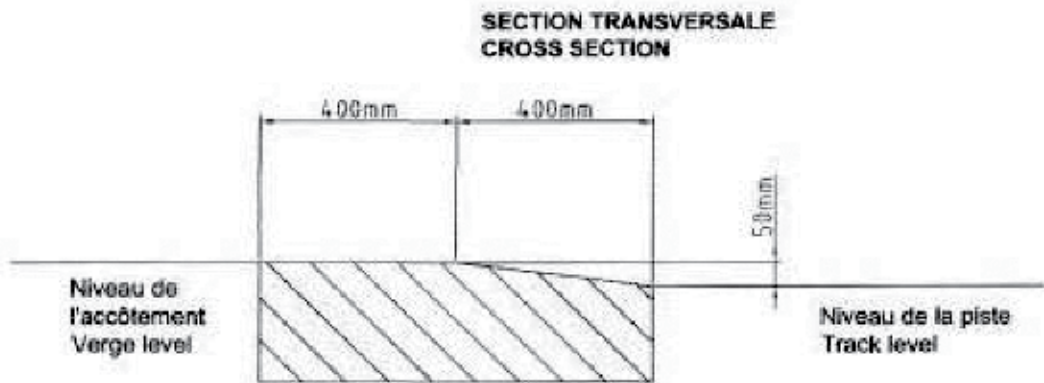 SECTION TRANSVERSALE
CROSS SECTION
400mm
400mm
50mm
Niveau de
l'accôtement
Verge level
Niveau de la piste
Track level